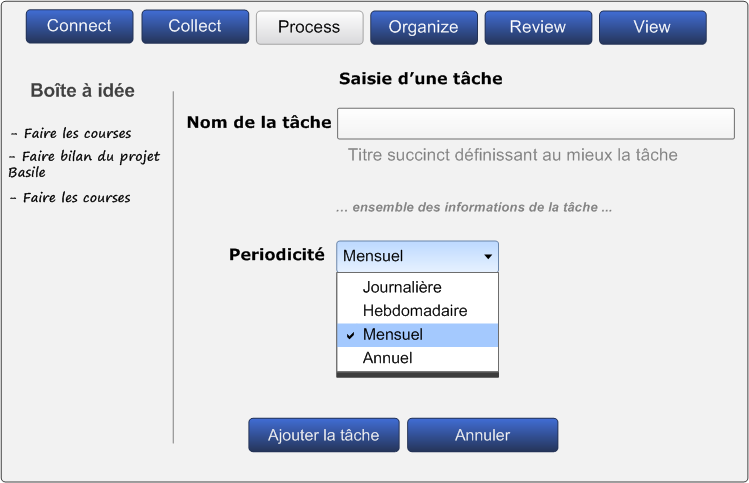 Connect Collect Process Organize Review View
Boîte à idée
- Faire les courses
- Faire bilan du projet
Basile
- Faire les courses
Saisie d'une tâche
Nom de la tâche
Titre succinct définissant au mieux la tâche
... ensemble des informations de la tâche ...
Periodicité Mensuel
Journalière
Hebdomadaire
Mensuel
Annuel
Ajouter la tâche Annuler